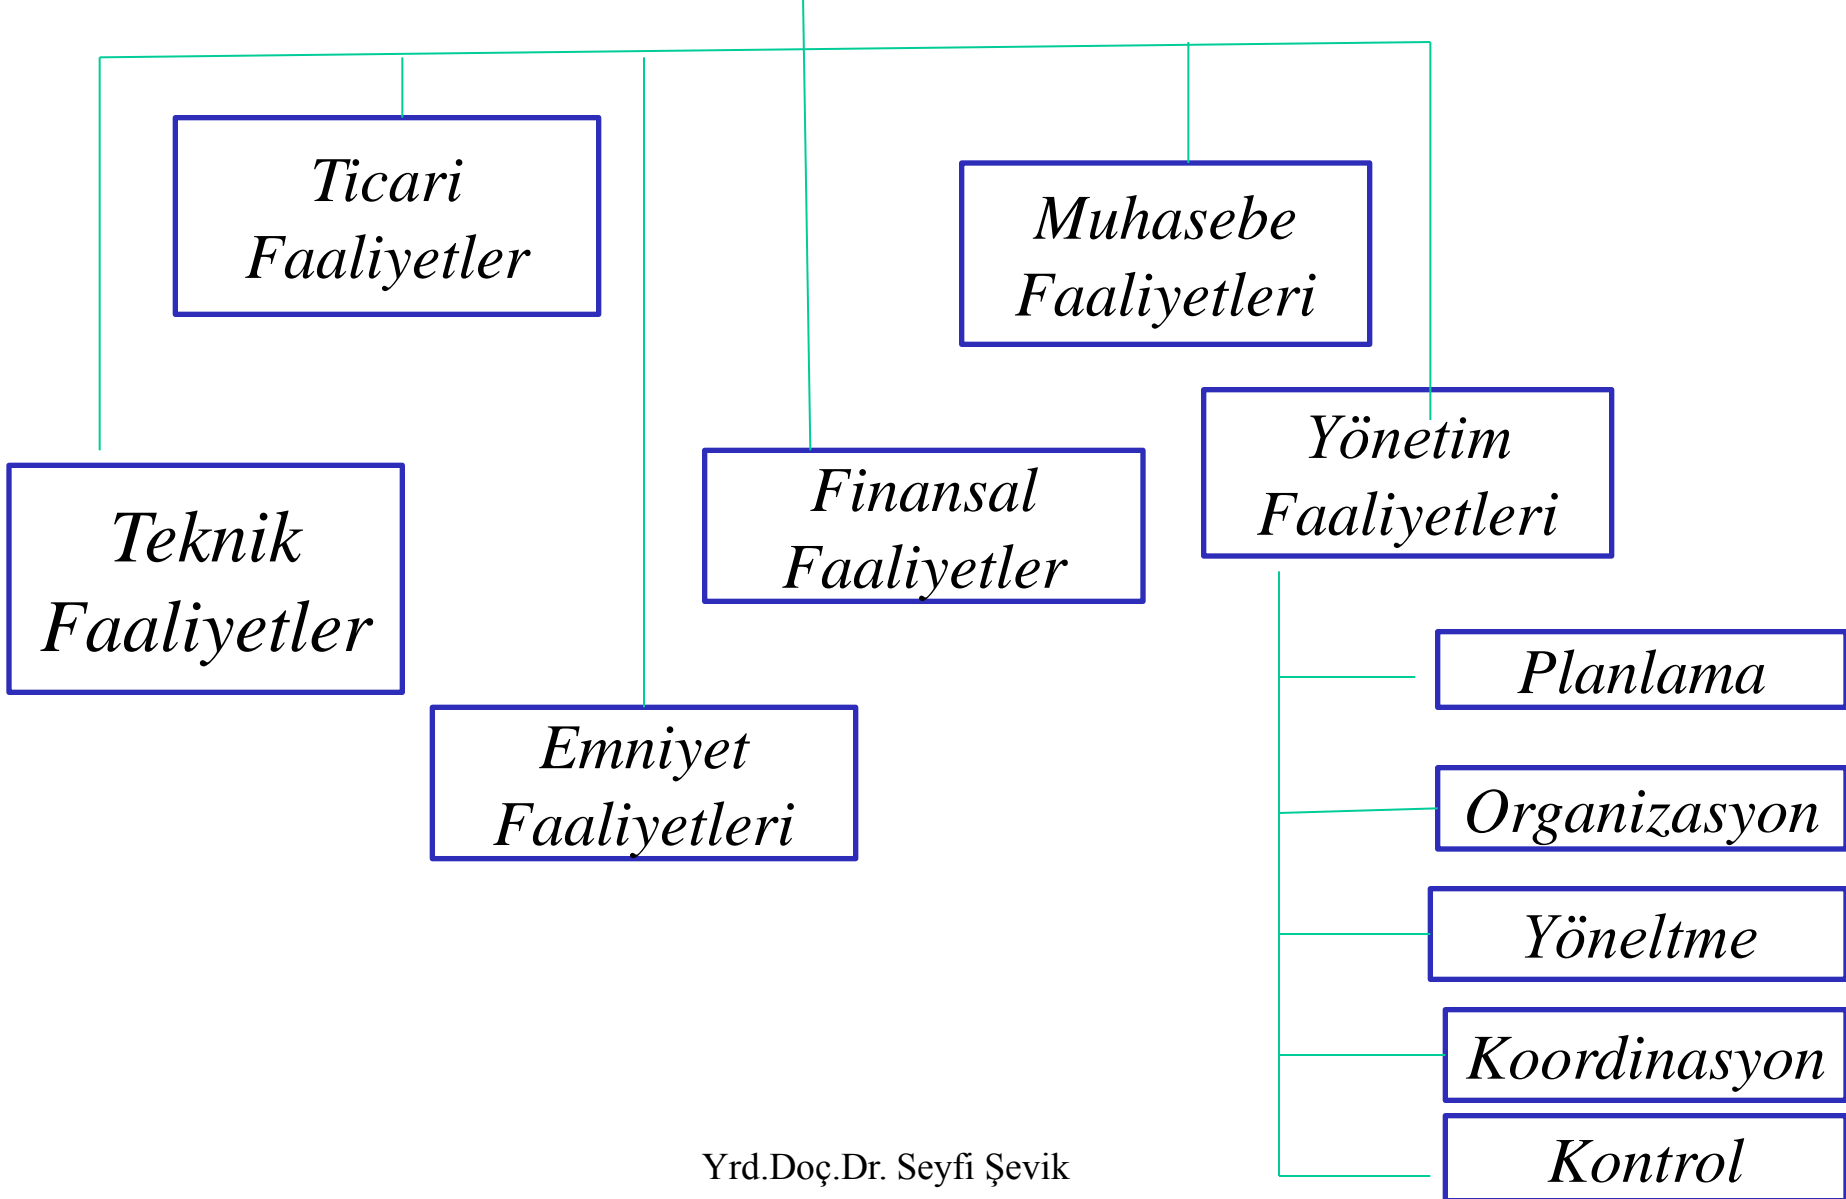 Ticari
Faaliyetler
Muhasebe
Faaliyetleri
Yönetim
Faaliyetleri
Finansal
Faaliyetler
Teknik
Faaliyetler
Emniyet
Faaliyetleri
Planlama
Organizasyon
Yöneltme
Koordinasyon
Kontrol
Yrd.Doç.Dr. Seyfi Şevik